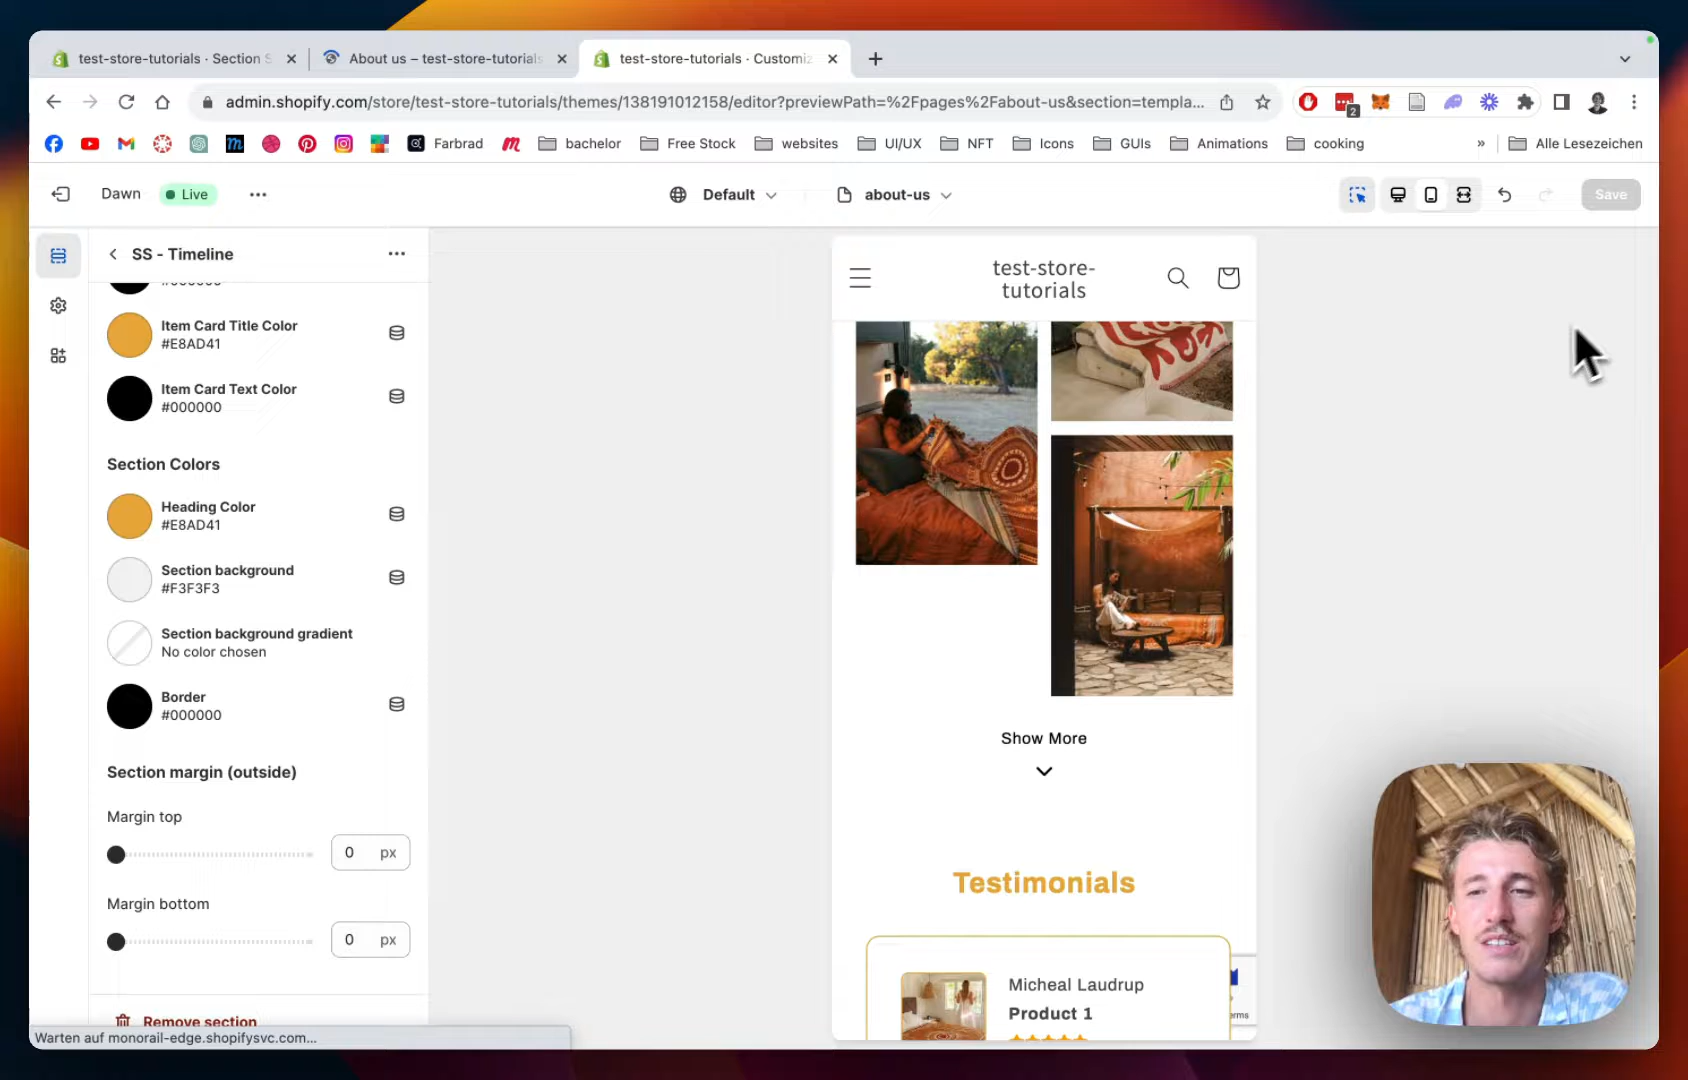 test-store-tutorials · Section S
About us – test-store-tutorials
test-store-tutorials · Customiz
admin.shopify.com/store/test-store-tutorials/themes/138191012158/editor?previewPath=%2Fpages%2Fabout-us&section=templa...
2
Farbrad
bachelor
Free Stock
websites
UI/UX
NFT
Icons
GUIs
Animations
cooking
»
Alle Lesezeichen
Dawn
Live
Default
about-us
Save
SS - Timeline
#000000
Item Card Title Color
#E8AD41
Item Card Text Color
#000000
Section Colors
Heading Color
#E8AD41
Section background
#F3F3F3
Section background gradient
No color chosen
Border
#000000
Section margin (outside)
Margin top
0 px
Margin bottom
0 px
Remove section
Warten auf monorail-edge.shopifysvc.com...
test-store-
tutorials
Show More
Testimonials
Micheal Laudrup
Product 1